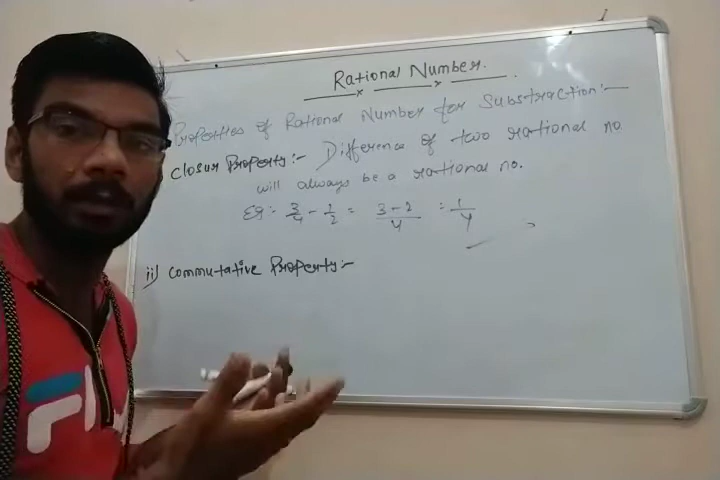 Rational Number.
Properties of Rational Number for Substraction:-
Closur Property:- Difference of two rational no.
will always be a rational no.
Eg:- 3/4 - 1/2 = 3-2/4 = 1/4
ii) Commutative Property:-